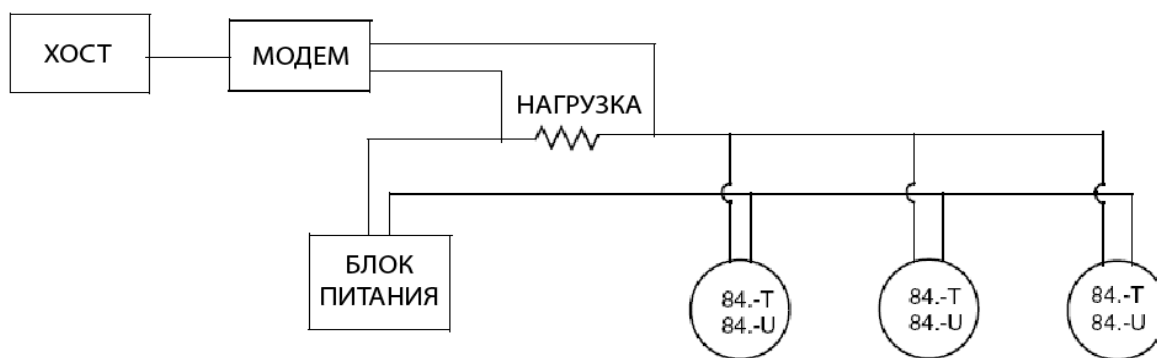 ХОСТ
МОДЕМ
НАГРУЗКА
БЛОК
ПИТАНИЯ
84.-T
84.-U
84.-T
84.-U
84.-T
84.-U